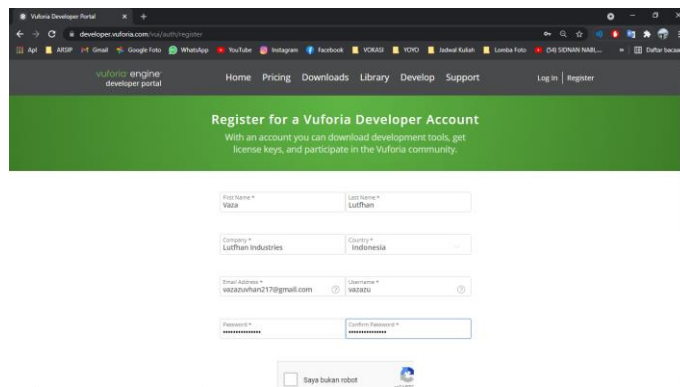 Vuforia Developer Portal
developer.vuforia.com/vui/auth/register
Apl ARSIP Gmail Google Foto WhatsApp YouTube Instagram Facebook VOKASI YOYO Jadwal Kuliah Lomba Foto (54) SIDNAN NABI,... » Daftar bacaan
vuforia engine
developer portal
Home Pricing Downloads Library Develop Support Log In | Register
Register for a Vuforia Developer Account
With an account you can download development tools, get
license keys, and participate in the Vuforia community.
First Name * Last Name *
Vaza Lutfhan
Company * Country *
Lutfhan Industries Indonesia
Email Address * Username *
vazazuvhan217@gmail.com vazazu
Password * Confirm Password *
Saya bukan robot